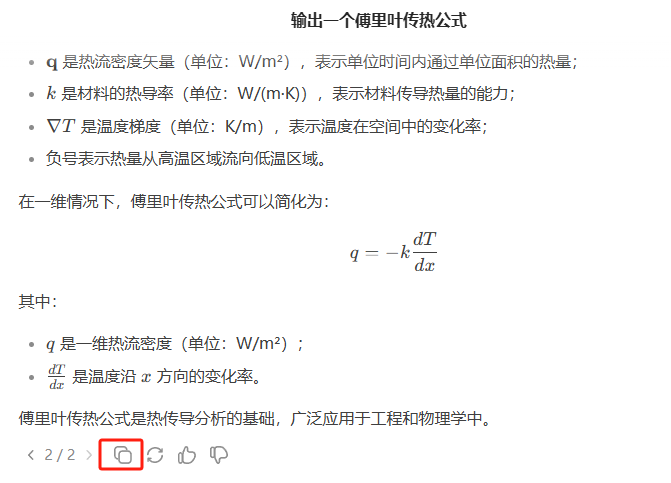 输出一个傅里叶传热公式
q 是热流密度矢量（单位：W/m²），表示单位时间内通过单位面积的热量；
k 是材料的热导率（单位：W/(m·K)），表示材料传导热量的能力；
∇T 是温度梯度（单位：K/m），表示温度在空间中的变化率；
负号表示热量从高温区域流向低温区域。
在一维情况下，傅里叶传热公式可以简化为：
q = −k dT/dx
其中：
q 是一维热流密度（单位：W/m²）；
dT/dx 是温度沿 x 方向的变化率。
傅里叶传热公式是热传导分析的基础，广泛应用于工程和物理学中。
2 / 2